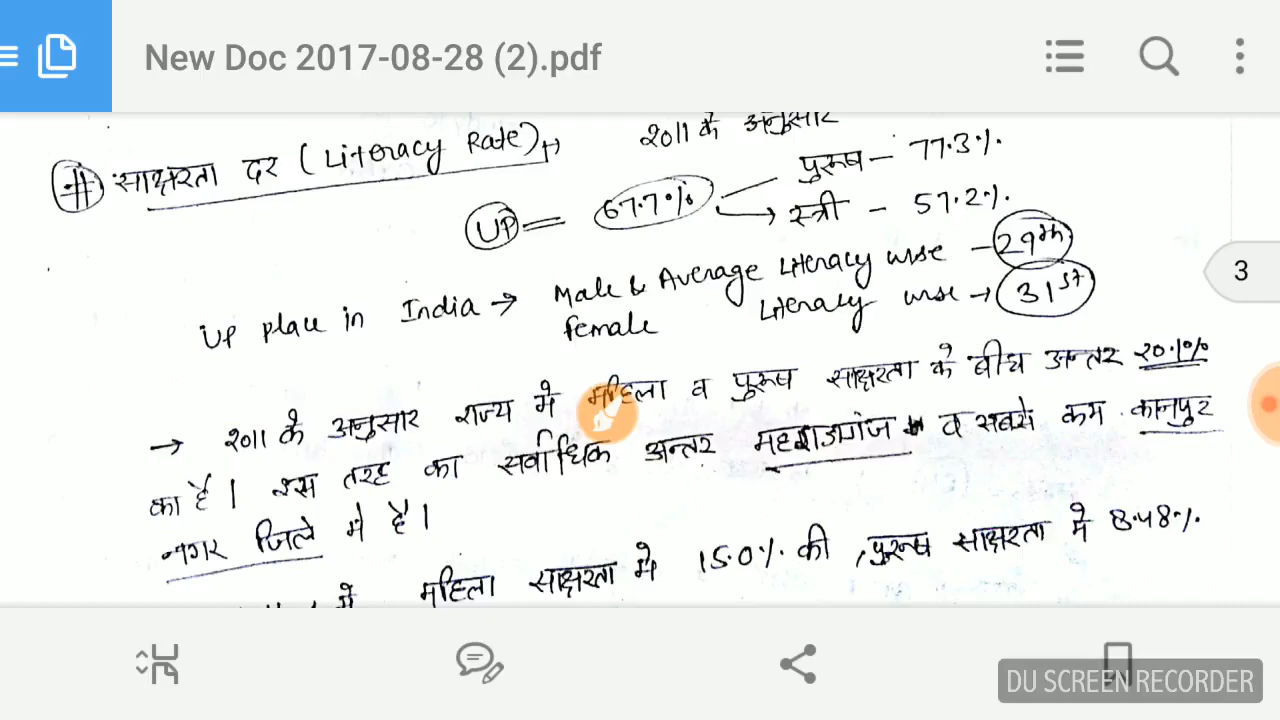 New Doc 2017-08-28 (2).pdf
# साक्षरता दर (Literacy Rate) 2011 के अनुसार
UP = 67.7% पुरुष - 77.3%
→ स्त्री - 57.2%
UP place in India → Male & Average Literacy wise - 29th
female Literacy wise → 31st
3
→ 2011 के अनुसार राज्य मे महिला व पुरुष साक्षरता के बीच अन्तर 20.1%
का है। इस तरह का सर्वाधिक अन्तर महराजगंज व सबसे कम कानपुर
नगर जिले मे है।
मे महिला साक्षरता मे 15.0% की, पुरुष साक्षरता मे 8.48%
DU SCREEN RECORDER